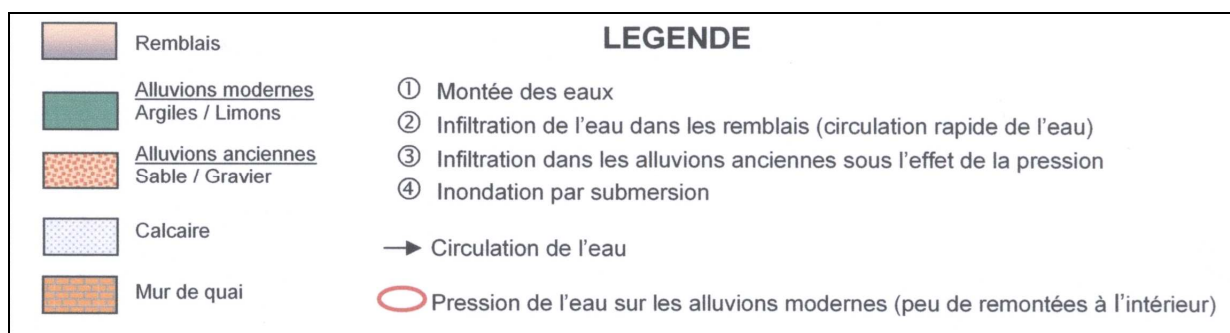 LEGENDE
Remblais
Alluvions modernes
Argiles / Limons
Alluvions anciennes
Sable / Gravier
Calcaire
Mur de quai
① Montée des eaux
② Infiltration de l'eau dans les remblais (circulation rapide de l'eau)
③ Infiltration dans les alluvions anciennes sous l'effet de la pression
④ Inondation par submersion
Circulation de l'eau
Pression de l'eau sur les alluvions modernes (peu de remontées à l'intérieur)